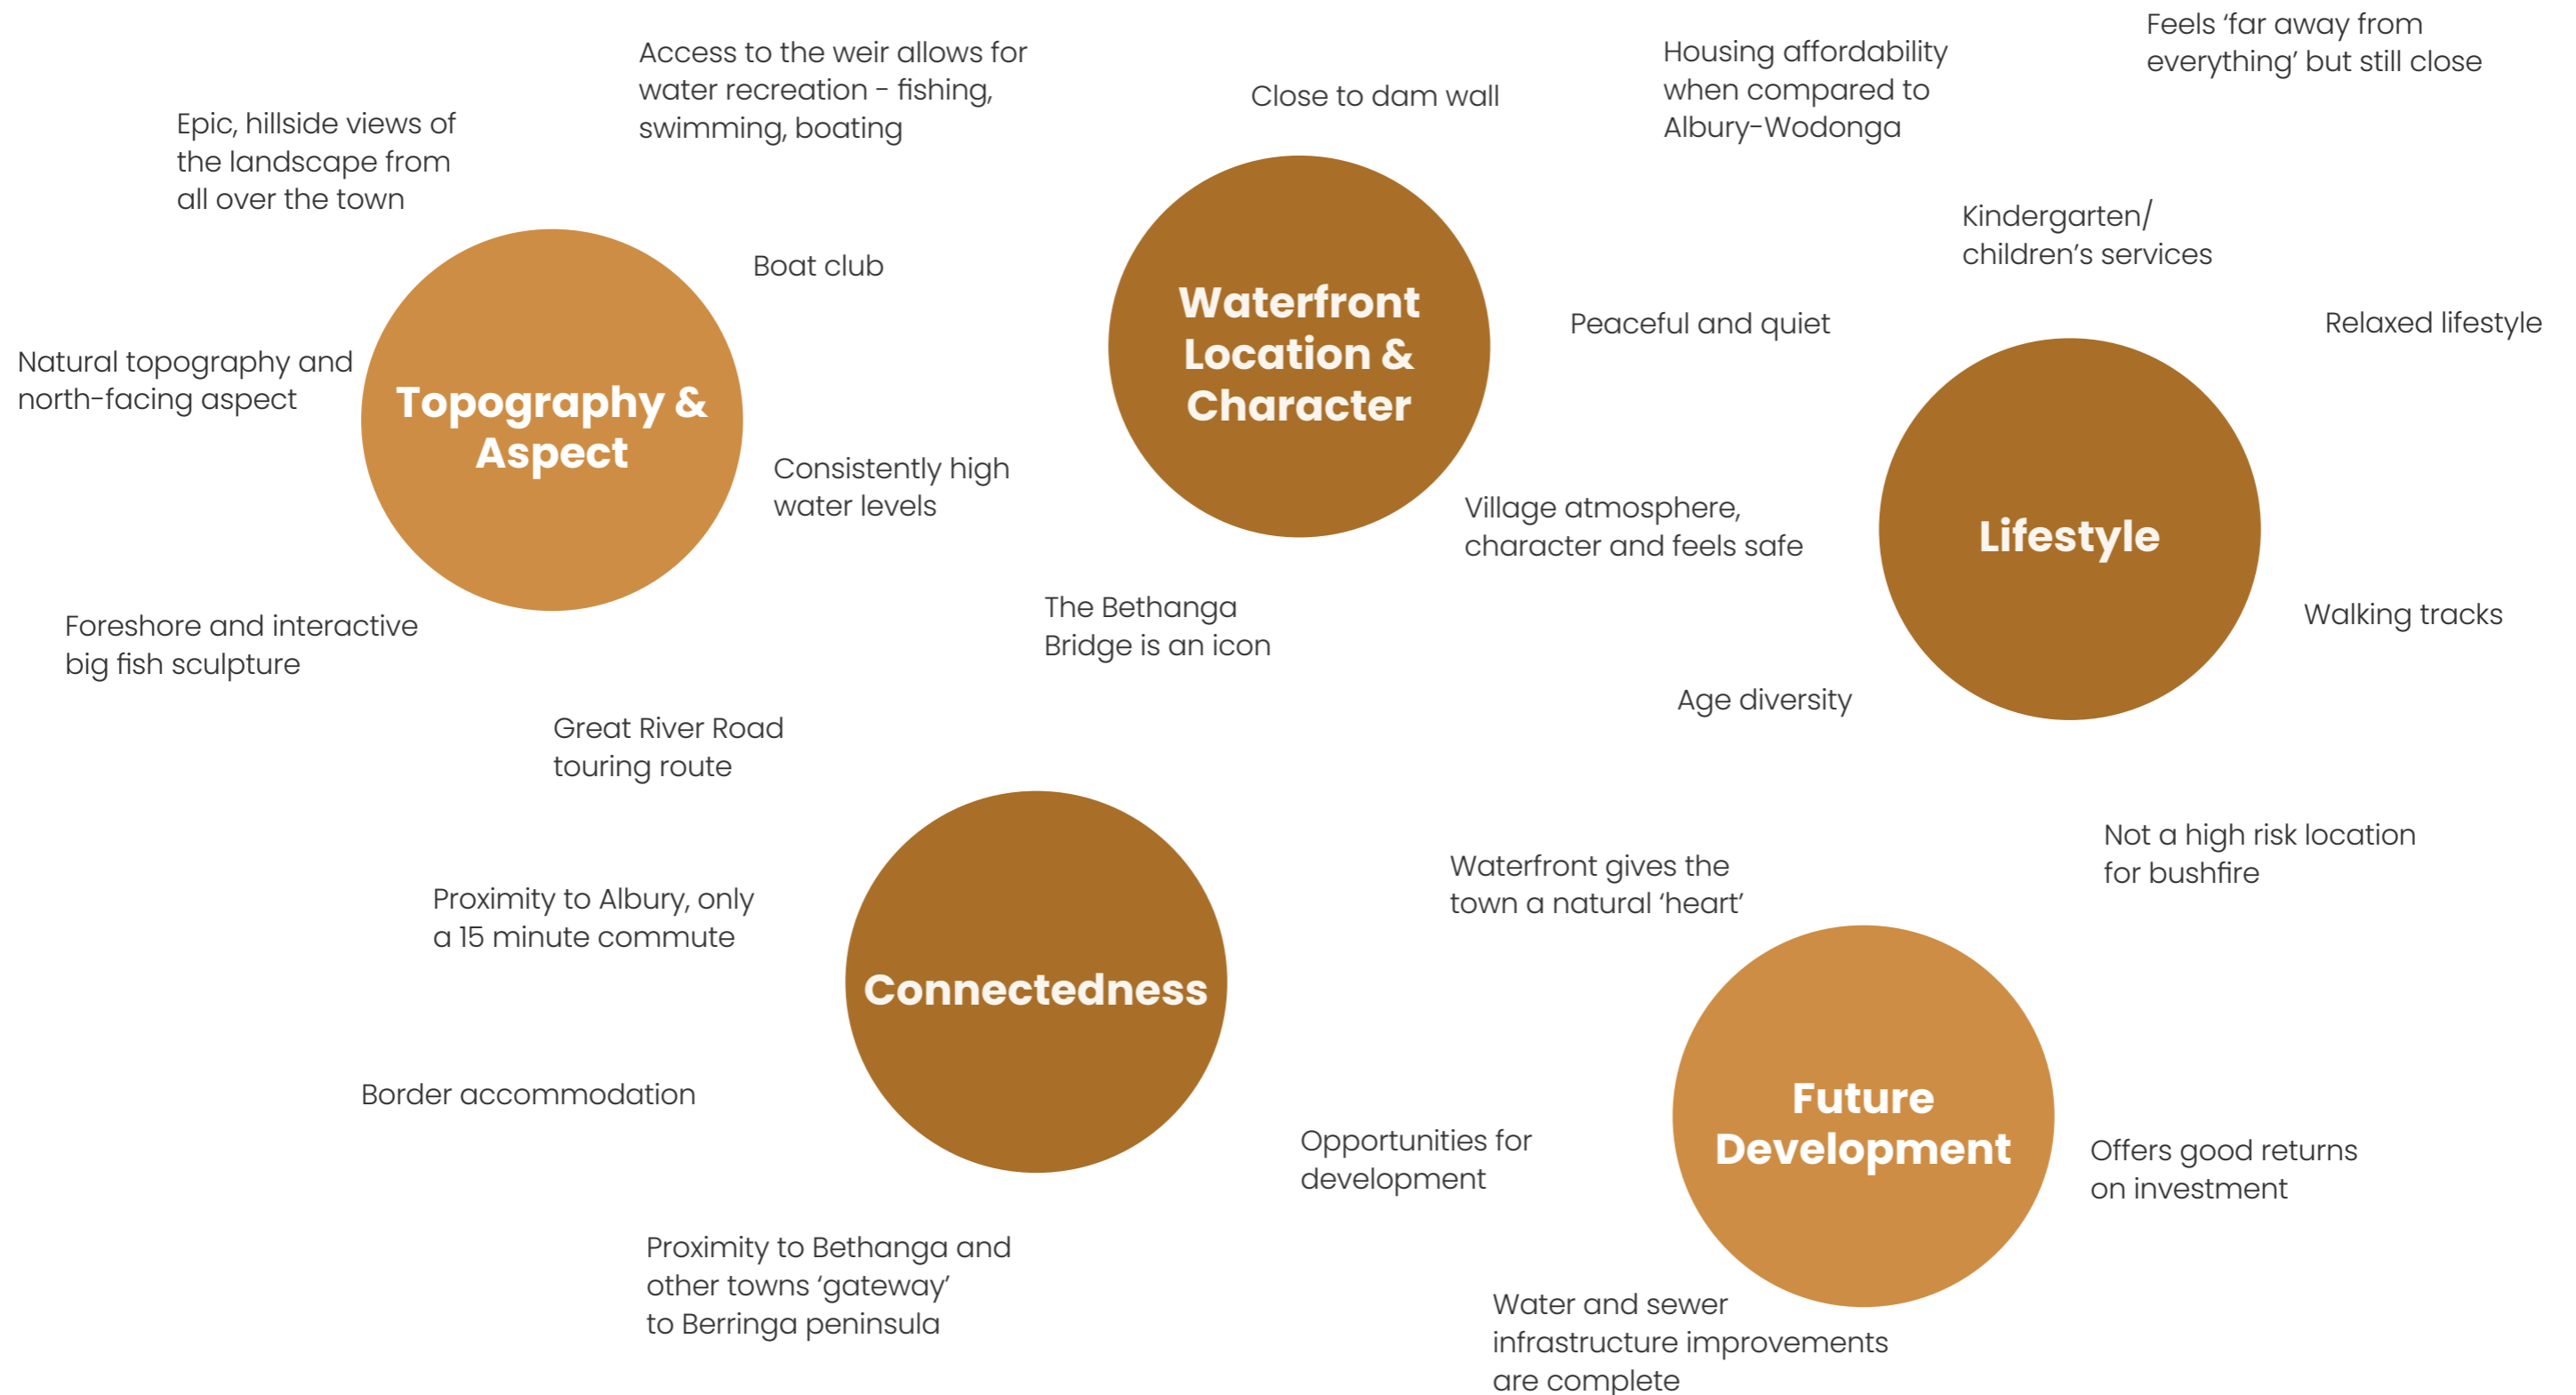 Epic, hillside views of
the landscape from
all over the town
Access to the weir allows for
water recreation - fishing,
swimming, boating
Boat club
Natural topography and
north-facing aspect
Topography &
Aspect
Consistently high
water levels
Foreshore and interactive
big fish sculpture
Close to dam wall
Waterfront
Location &
Character
Peaceful and quiet
Village atmosphere,
character and feels safe
The Bethanga
Bridge is an icon
Housing affordability
when compared to
Albury-Wodonga
Feels ‘far away from
everything’ but still close
Kindergarten/
children’s services
Relaxed lifestyle
Lifestyle
Walking tracks
Age diversity
Great River Road
touring route
Proximity to Albury, only
a 15 minute commute
Connectedness
Border accommodation
Proximity to Bethanga and
other towns ‘gateway’
to Berringa peninsula
Waterfront gives the
town a natural ‘heart’
Not a high risk location
for bushfire
Future
Development
Opportunities for
development
Offers good returns
on investment
Water and sewer
infrastructure improvements
are complete